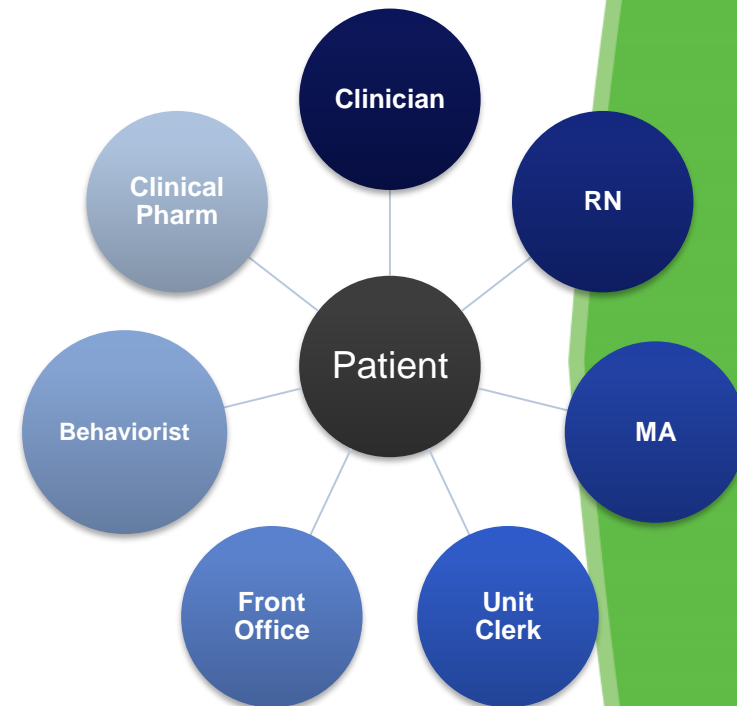 Clinician
RN
MA
Unit
Clerk
Front
Office
Behaviorist
Clinical
Pharm
Patient